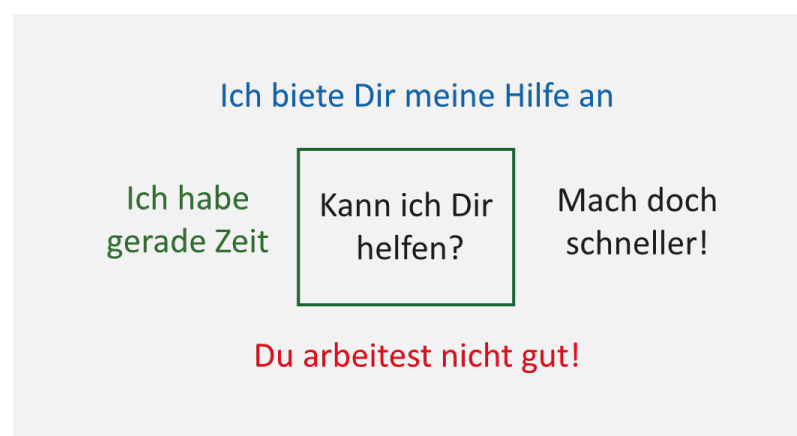 Ich biete Dir meine Hilfe an
Ich habe
gerade Zeit
Kann ich Dir
helfen?
Mach doch
schneller!
Du arbeitest nicht gut!